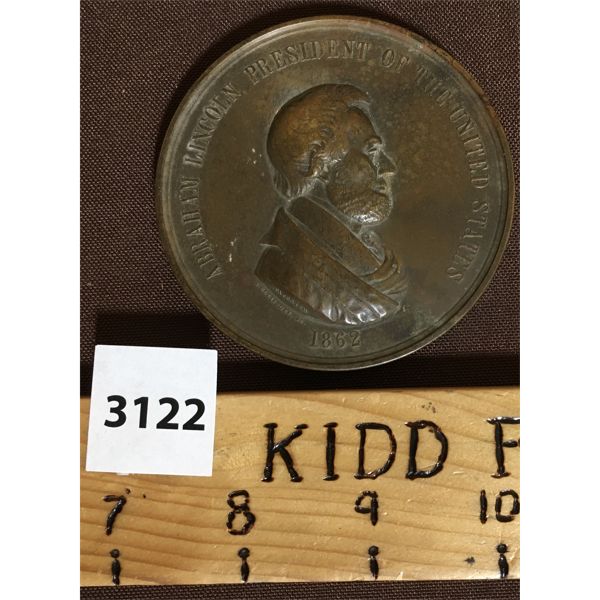 ABRAHAM LINCOLN, PRESIDENT OF THE UNITED STATES
1862
3122
KIDD F
7 8 9 10